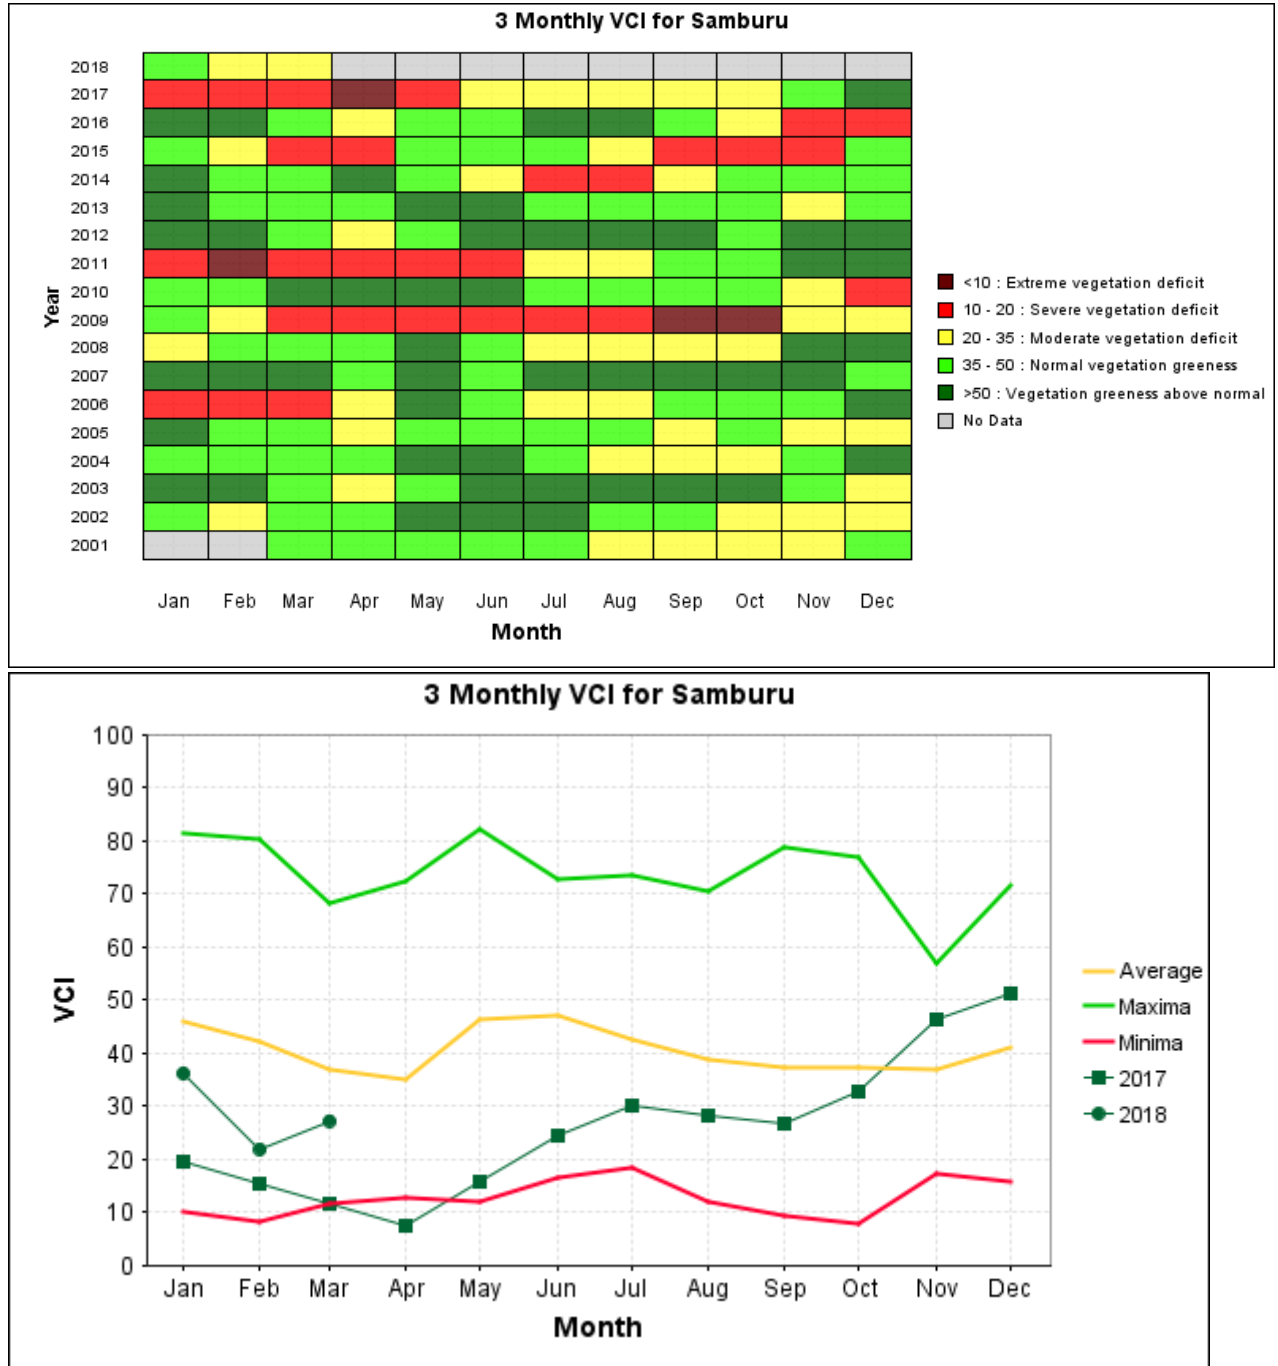 3 Monthly VCI for Samburu
2018
2017
2016
2015
2014
2013
2012
2011
2010
2009
2008
2007
2006
2005
2004
2003
2002
2001
Year
Jan Feb Mar Apr May Jun Jul Aug Sep Oct Nov Dec
Month
<10 : Extreme vegetation deficit
10 - 20 : Severe vegetation deficit
20 - 35 : Moderate vegetation deficit
35 - 50 : Normal vegetation greeness
>50 : Vegetation greeness above normal
No Data
3 Monthly VCI for Samburu
100
90
80
70
60
50
40
30
20
10
0
VCI
Jan Feb Mar Apr May Jun Jul Aug Sep Oct Nov Dec
Month
Average
Maxima
Minima
2017
2018